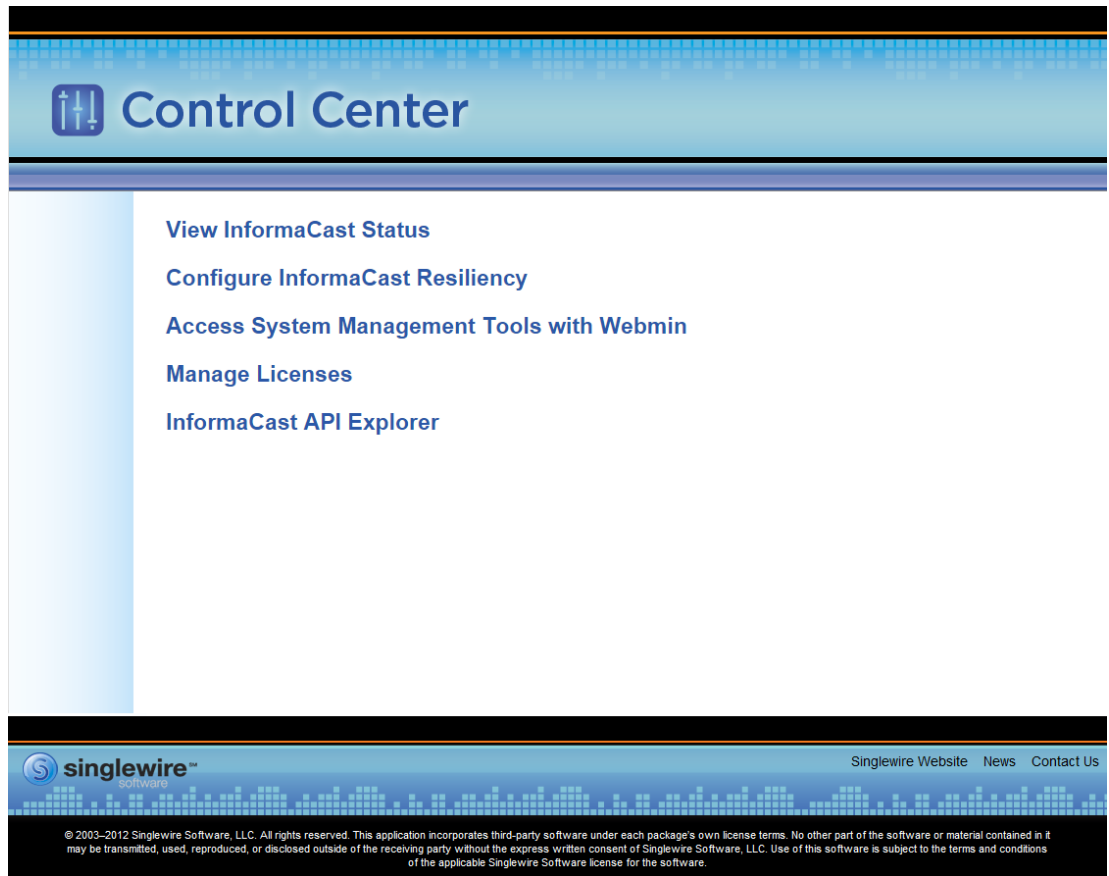 Control Center
View InformaCast Status
Configure InformaCast Resiliency
Access System Management Tools with Webmin
Manage Licenses
InformaCast API Explorer
S singlewire℠
software
Singlewire Website News Contact Us
© 2003–2012 Singlewire Software, LLC. All rights reserved. This application incorporates third-party software under each package's own license terms. No other part of the software or material contained in it
may be transmitted, used, reproduced, or disclosed outside of the receiving party without the express written consent of Singlewire Software, LLC. Use of this software is subject to the terms and conditions
of the applicable Singlewire Software license for the software.